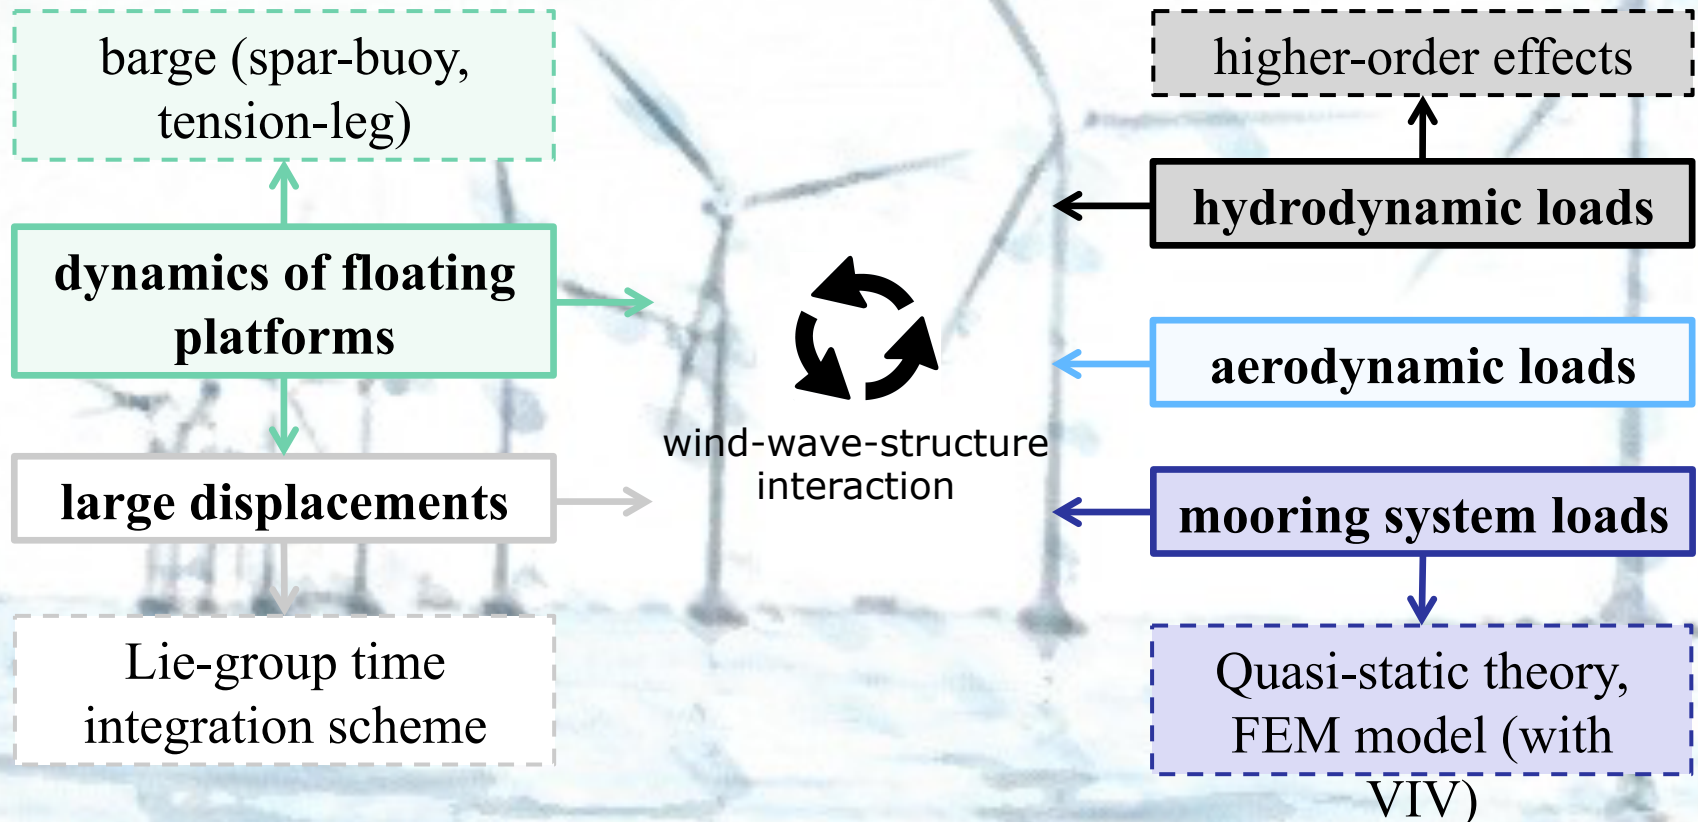 barge (spar-buoy,
tension-leg)
dynamics of floating
platforms
large displacements
Lie-group time
integration scheme
wind-wave-structure
interaction
higher-order effects
hydrodynamic loads
aerodynamic loads
mooring system loads
Quasi-static theory,
FEM model (with
VIV)